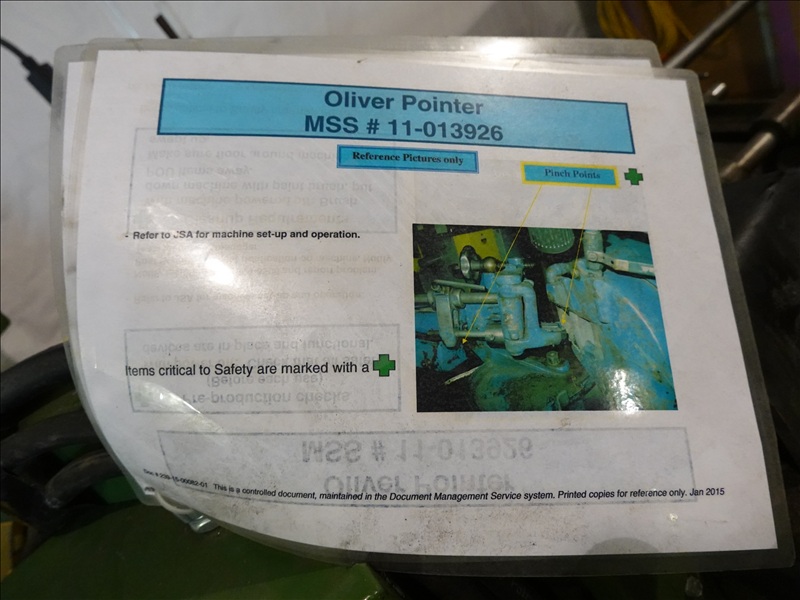 Oliver Pointer
MSS # 11-013926
Reference Pictures only
Pinch Points
- Refer to JSA for machine set-up and operation.
Items critical to Safety are marked with a
This is a controlled document, maintained in the Document Management Service system. Printed copies for reference only. Jan 2015